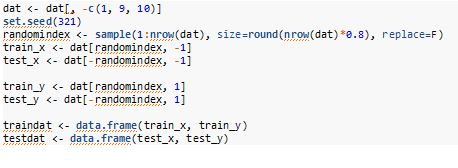 dat <- dat[, -c(1, 9, 10)]
set.seed(321)
randomindex <- sample(1:nrow(dat), size=round(nrow(dat)*0.8), replace=F)
train_x <- dat[randomindex, -1]
test_x <- dat[-randomindex, -1]
train_y <- dat[randomindex, 1]
test_y <- dat[-randomindex, 1]
traindat <- data.frame(train_x, train_y)
testdat <- data.frame(test_x, test_y)